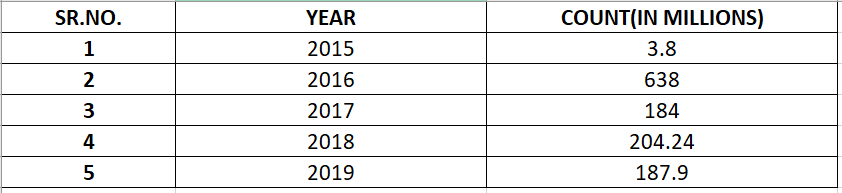 SR.NO. YEAR COUNT(IN MILLIONS)
1 2015 3.8
2 2016 638
3 2017 184
4 2018 204.24
5 2019 187.9